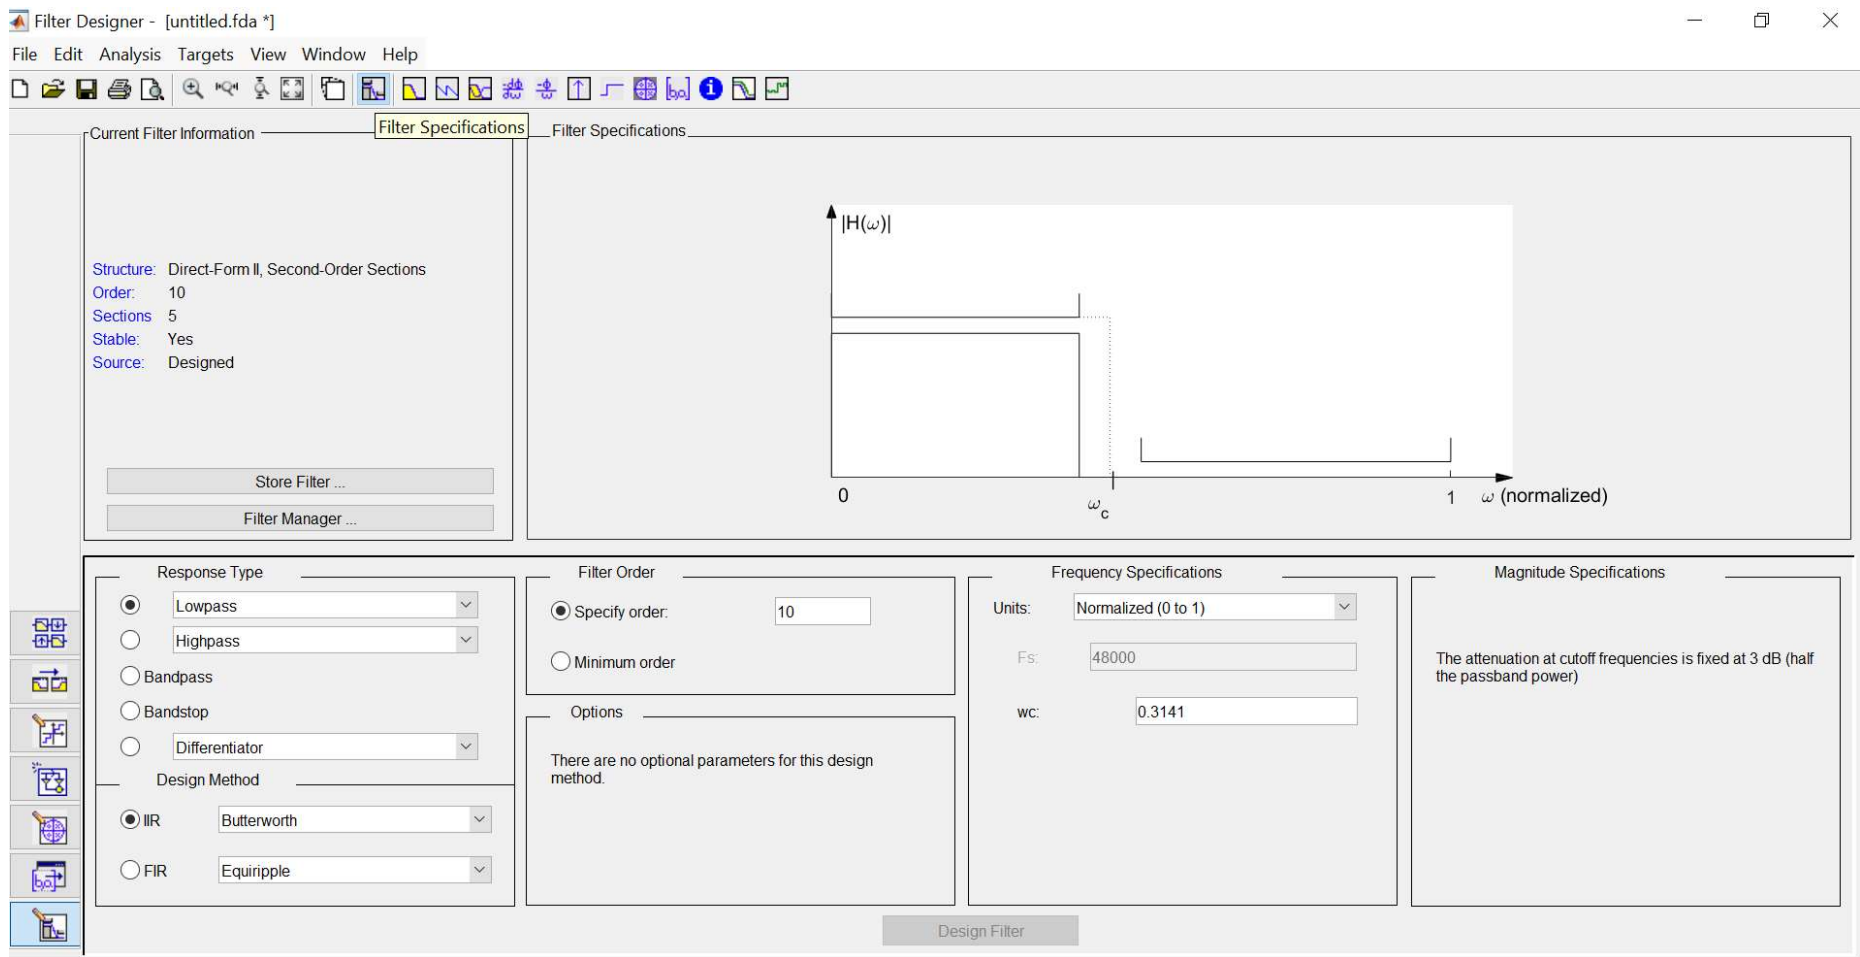 Filter Designer - [untitled.fda *]
File Edit Analysis Targets View Window Help
Current Filter Information
Filter Specifications
Filter Specifications
Structure: Direct-Form II, Second-Order Sections
Order: 10
Sections 5
Stable: Yes
Source: Designed
Store Filter ...
Filter Manager ...
|H(ω)|
0
ωc
1
ω (normalized)
Response Type
Lowpass
Highpass
Bandpass
Bandstop
Differentiator
Design Method
IIR Butterworth
FIR Equiripple
Filter Order
Specify order: 10
Minimum order
Options
There are no optional parameters for this design
method.
Frequency Specifications
Units: Normalized (0 to 1)
Fs: 48000
wc: 0.3141
Magnitude Specifications
The attenuation at cutoff frequencies is fixed at 3 dB (half
the passband power)
Design Filter